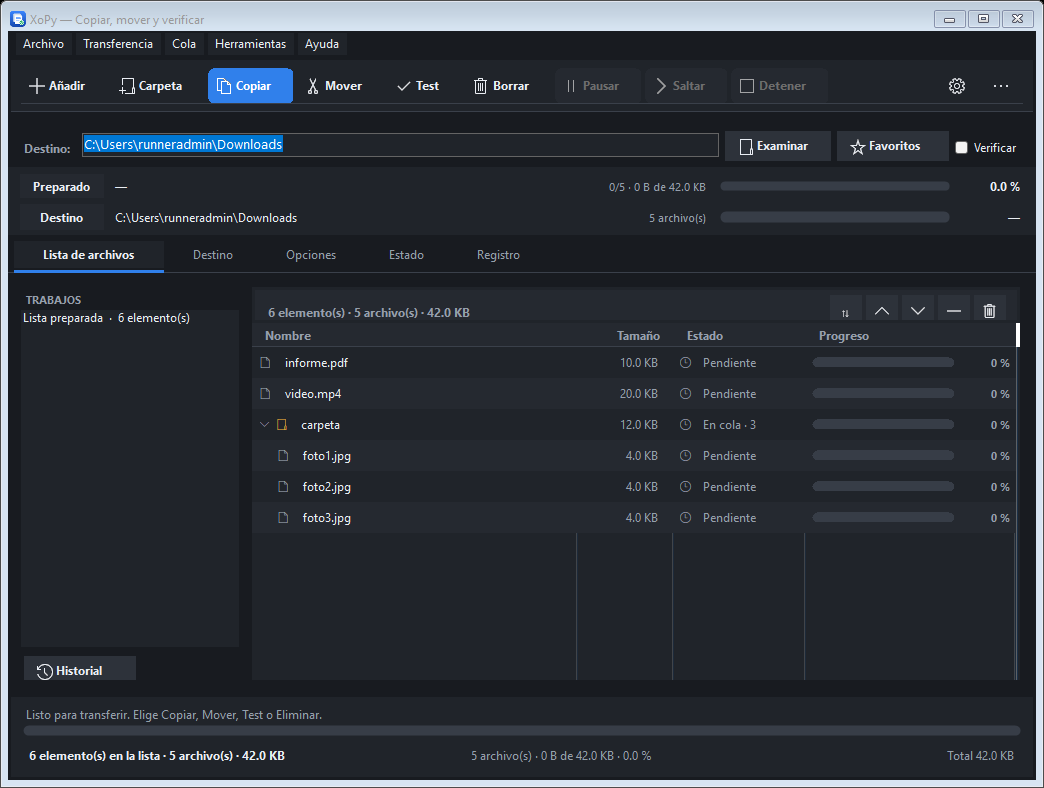 XoPy — Copiar, mover y verificar
Archivo Transferencia Cola Herramientas Ayuda
Añadir Carpeta Copiar Mover Test Borrar Pausar Saltar Detener ...
Destino: C:\Users\runneradmin\Downloads Examinar Favoritos Verificar
Preparado — 0/5 · 0 B de 42.0 KB 0.0 %
Destino C:\Users\runneradmin\Downloads 5 archivo(s) —
Lista de archivos Destino Opciones Estado Registro
TRABAJOS
Lista preparada · 6 elemento(s)
Historial
6 elemento(s) · 5 archivo(s) · 42.0 KB
Nombre Tamaño Estado Progreso
informe.pdf 10.0 KB Pendiente 0 %
video.mp4 20.0 KB Pendiente 0 %
carpeta 12.0 KB En cola · 3 0 %
foto1.jpg 4.0 KB Pendiente 0 %
foto2.jpg 4.0 KB Pendiente 0 %
foto3.jpg 4.0 KB Pendiente 0 %
Listo para transferir. Elige Copiar, Mover, Test o Eliminar.
6 elemento(s) en la lista · 5 archivo(s) · 42.0 KB 5 archivo(s) · 0 B de 42.0 KB · 0.0 % Total 42.0 KB